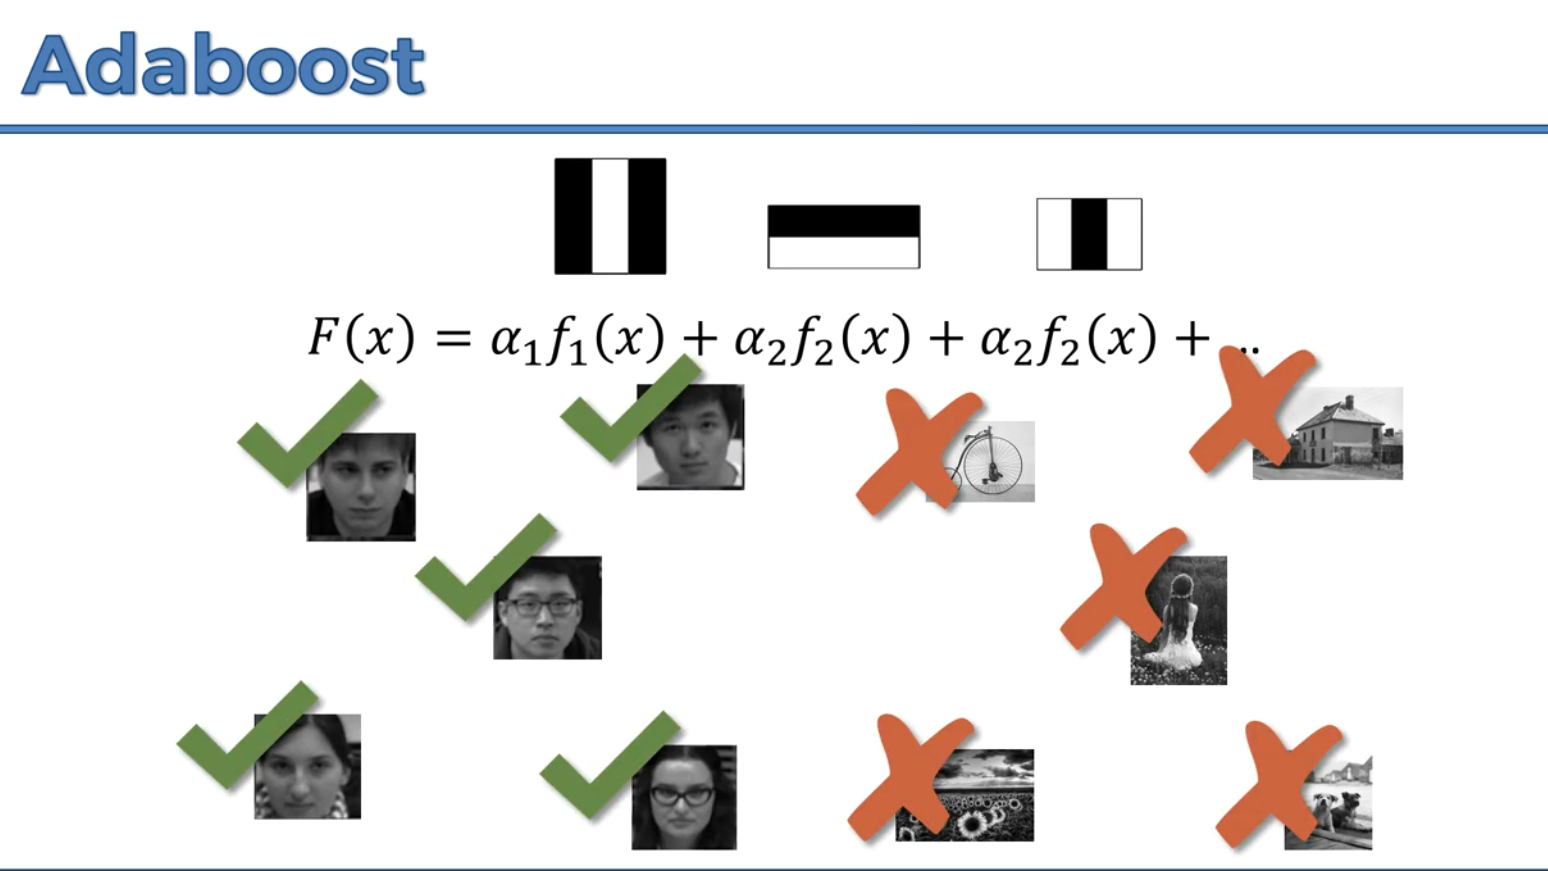 Adaboost
F(x) = α₁f₁(x) + α₂f₂(x) + α₂f₂(x) + ...